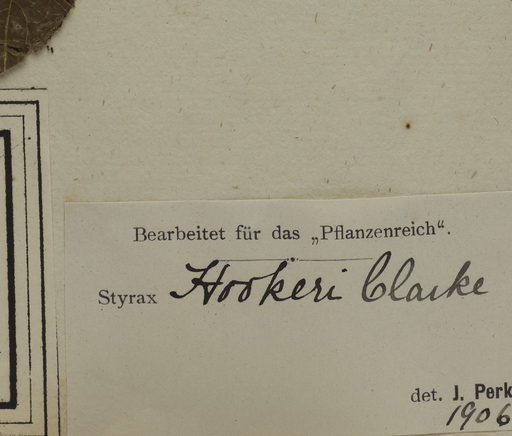 Bearbeitet für das „Pflanzenreich“.
Styrax Hookeri Clarke
det. J. Perk
1906